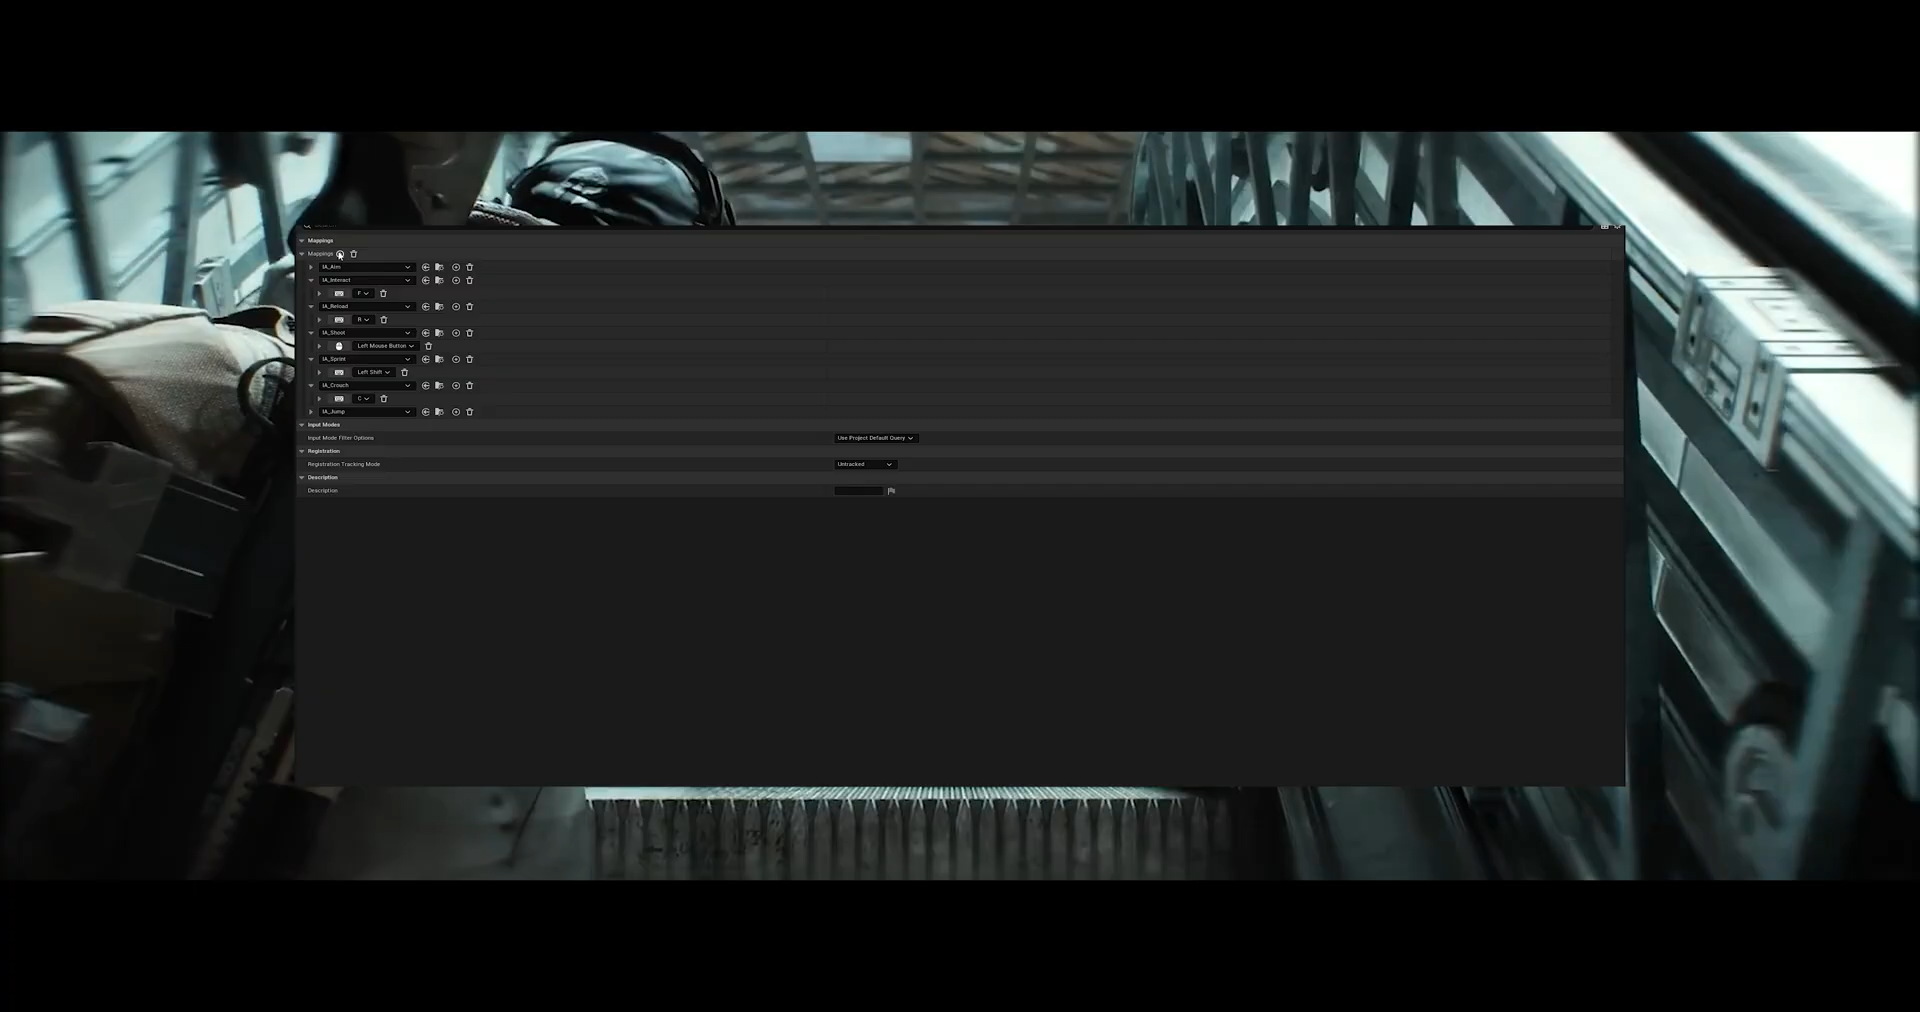 Mappings
Mappings
IA_Aim
IA_Interact
F
IA_Reload
R
IA_Shoot
Left Mouse Button
IA_Sprint
Left Shift
IA_Crouch
C
IA_Jump
Input Modes
Input Mode Filter Options Use Project Default Query
Registration
Registration Tracking Mode Untracked
Description
Description